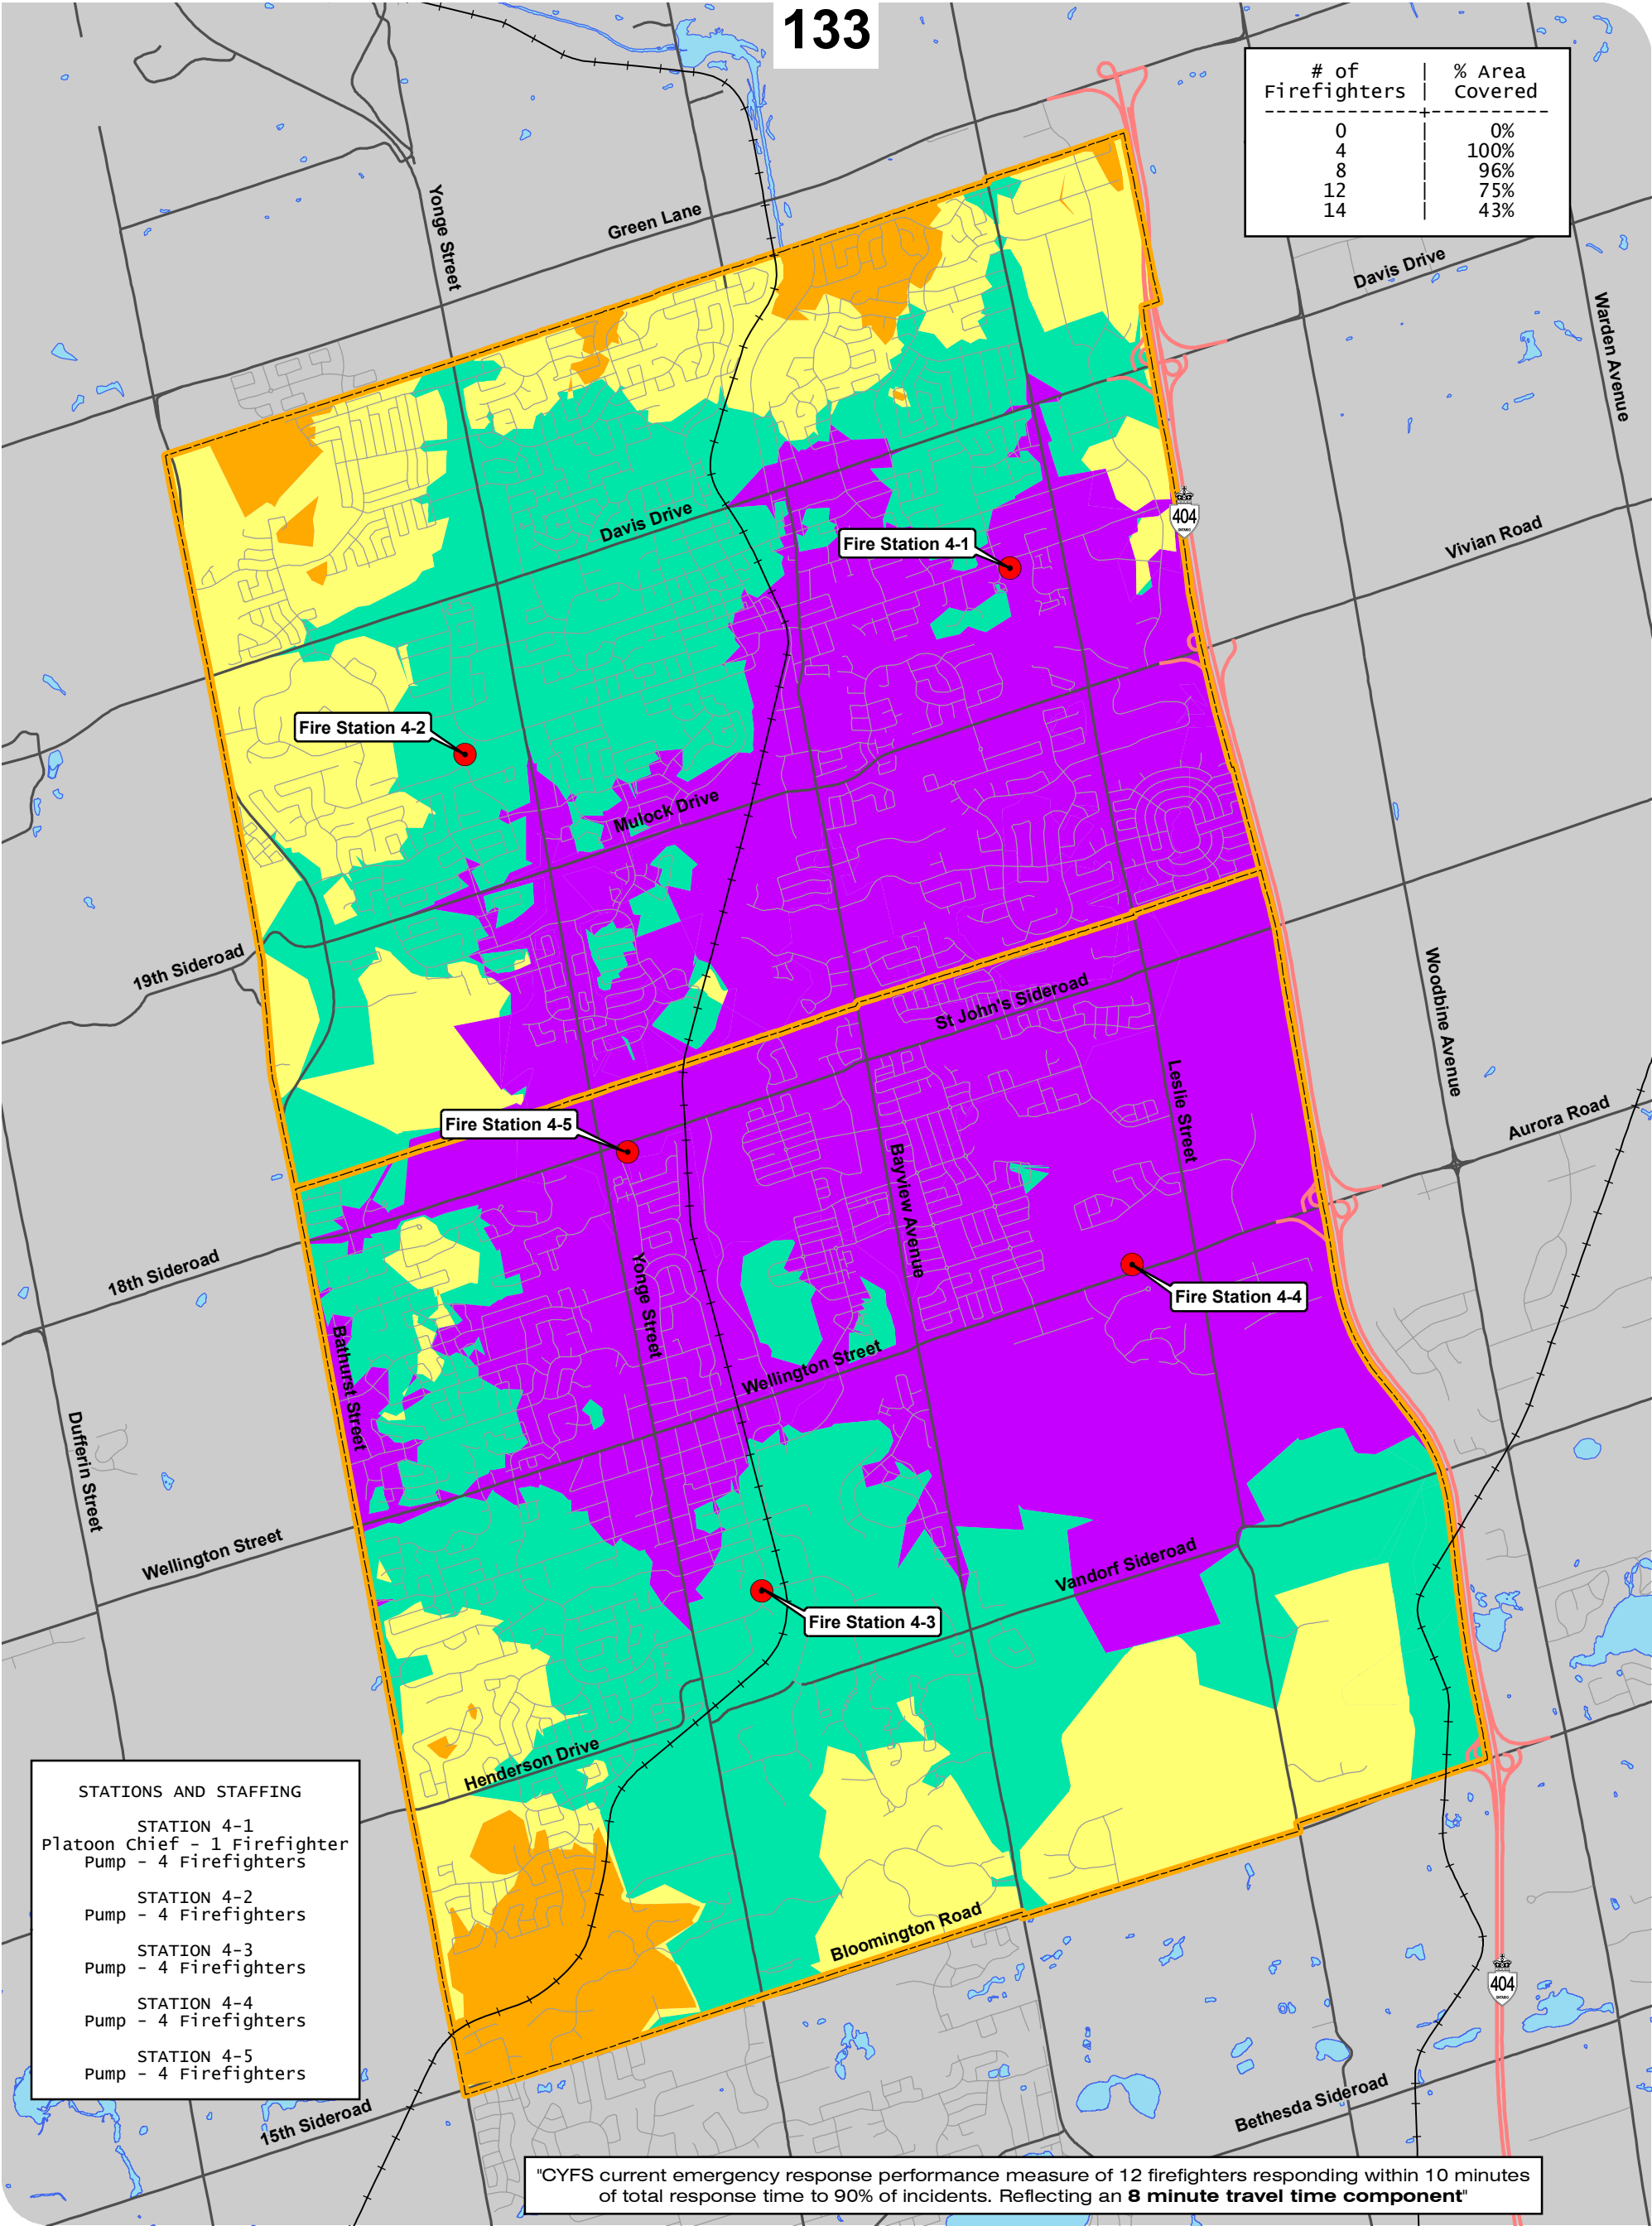 133
# of | % Area
Firefighters | Covered
-------------+----------
0 | 0%
4 | 100%
8 | 96%
12 | 75%
14 | 43%
Yonge Street
Green Lane
Davis Drive
Warden Avenue
Davis Drive
404
ONTARIO
Vivian Road
Fire Station 4-1
Fire Station 4-2
Mulock Drive
19th Sideroad
St John's Sideroad
Woodbine Avenue
Leslie Street
Aurora Road
Fire Station 4-5
Bayview Avenue
18th Sideroad
Yonge Street
Fire Station 4-4
Bathurst Street
Wellington Street
Dufferin Street
Wellington Street
Vandorf Sideroad
Fire Station 4-3
Henderson Drive
Bloomington Road
404
ONTARIO
STATIONS AND STAFFING
STATION 4-1
Platoon Chief - 1 Firefighter
Pump - 4 Firefighters
STATION 4-2
Pump - 4 Firefighters
STATION 4-3
Pump - 4 Firefighters
STATION 4-4
Pump - 4 Firefighters
STATION 4-5
Pump - 4 Firefighters
15th Sideroad
Bethesda Sideroad
"CYFS current emergency response performance measure of 12 firefighters responding within 10 minutes
of total response time to 90% of incidents. Reflecting an 8 minute travel time component"